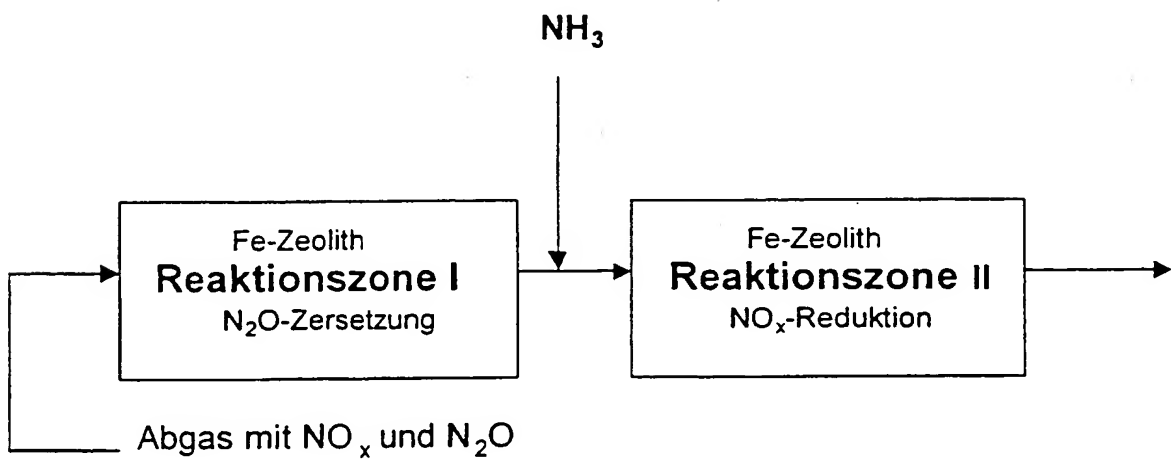 NH₃
Fe-Zeolith
Reaktionszone I
N₂O-Zersetzung
Fe-Zeolith
Reaktionszone II
NOₓ-Reduktion
Abgas mit NOₓ und N₂O